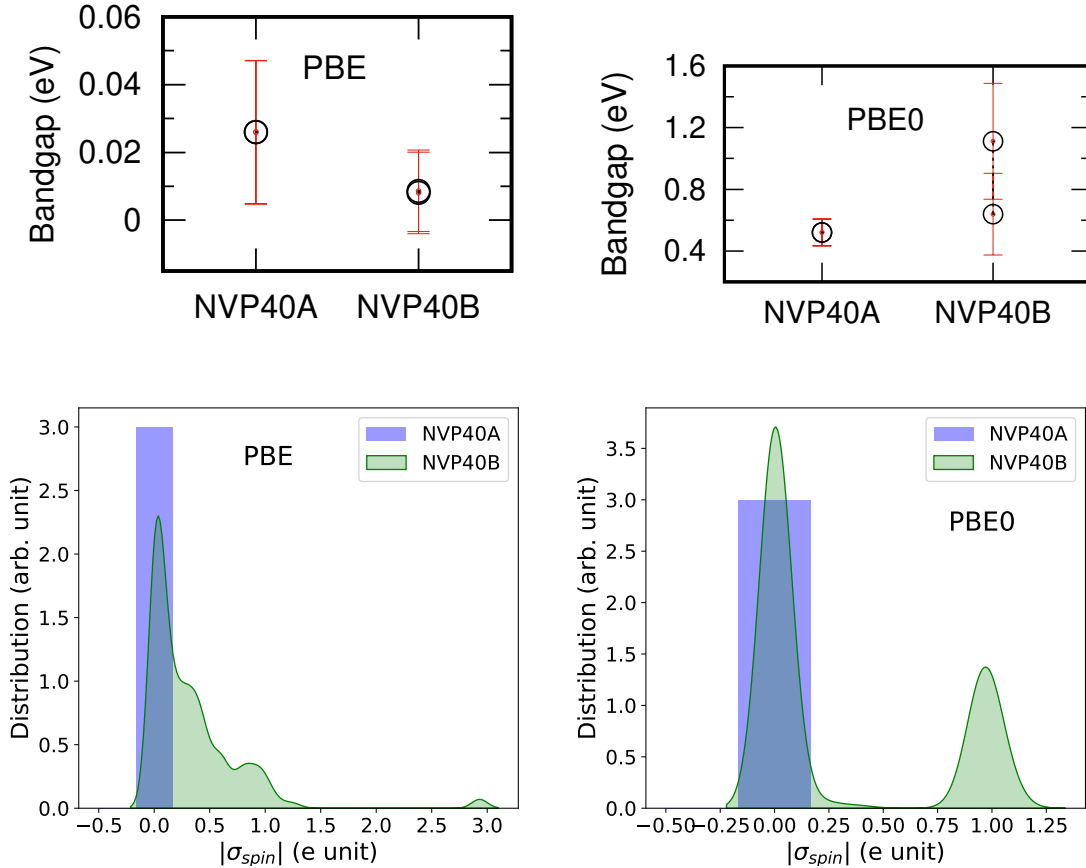 0.06
0.04
0.02
0
Bandgap (eV)
PBE
NVP40A NVP40B
1.6
1.2
0.8
0.4
Bandgap (eV)
PBE0
NVP40A NVP40B
3.0
2.5
2.0
1.5
1.0
0.5
0.0
Distribution (arb. unit)
PBE
NVP40A
NVP40B
−0.5 0.0 0.5 1.0 1.5 2.0 2.5 3.0
|σ_spin| (e unit)
3.5
3.0
2.5
2.0
1.5
1.0
0.5
0.0
Distribution (arb. unit)
NVP40A
NVP40B
PBE0
−0.50 −0.25 0.00 0.25 0.50 0.75 1.00 1.25
|σ_spin| (e unit)